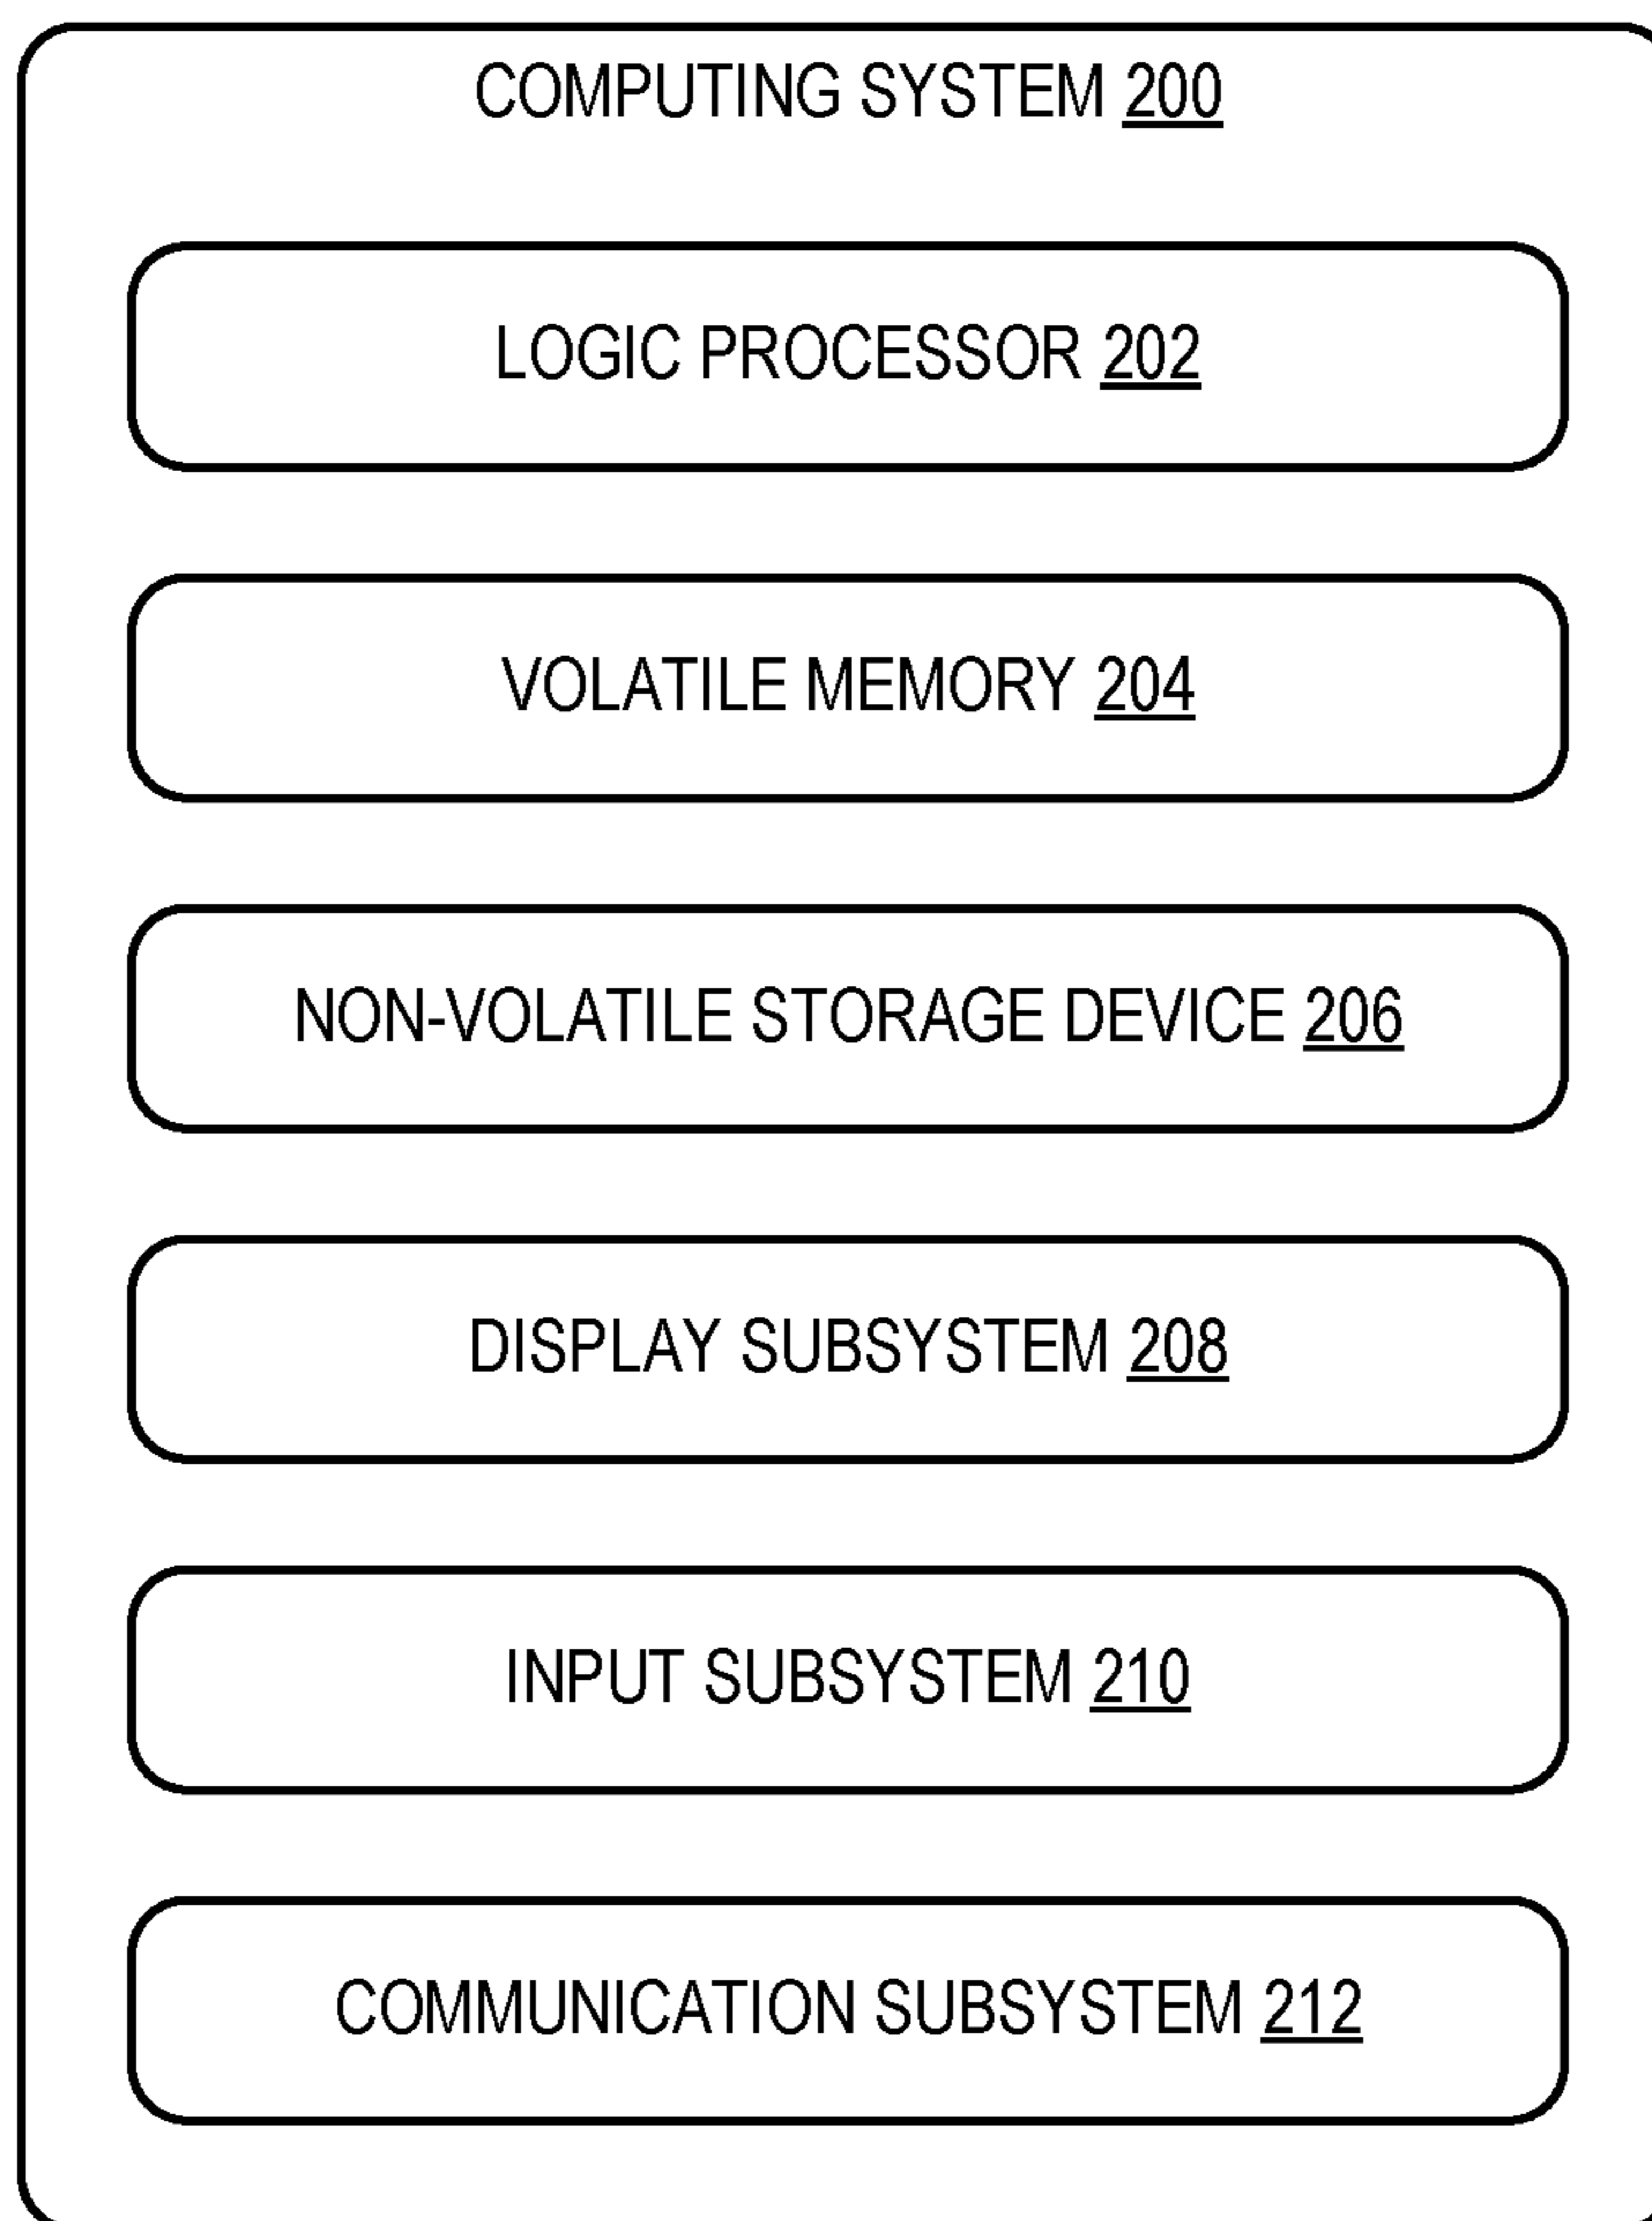 COMPUTING SYSTEM 200
LOGIC PROCESSOR 202
VOLATILE MEMORY 204
NON-VOLATILE STORAGE DEVICE 206
DISPLAY SUBSYSTEM 208
INPUT SUBSYSTEM 210
COMMUNICATION SUBSYSTEM 212